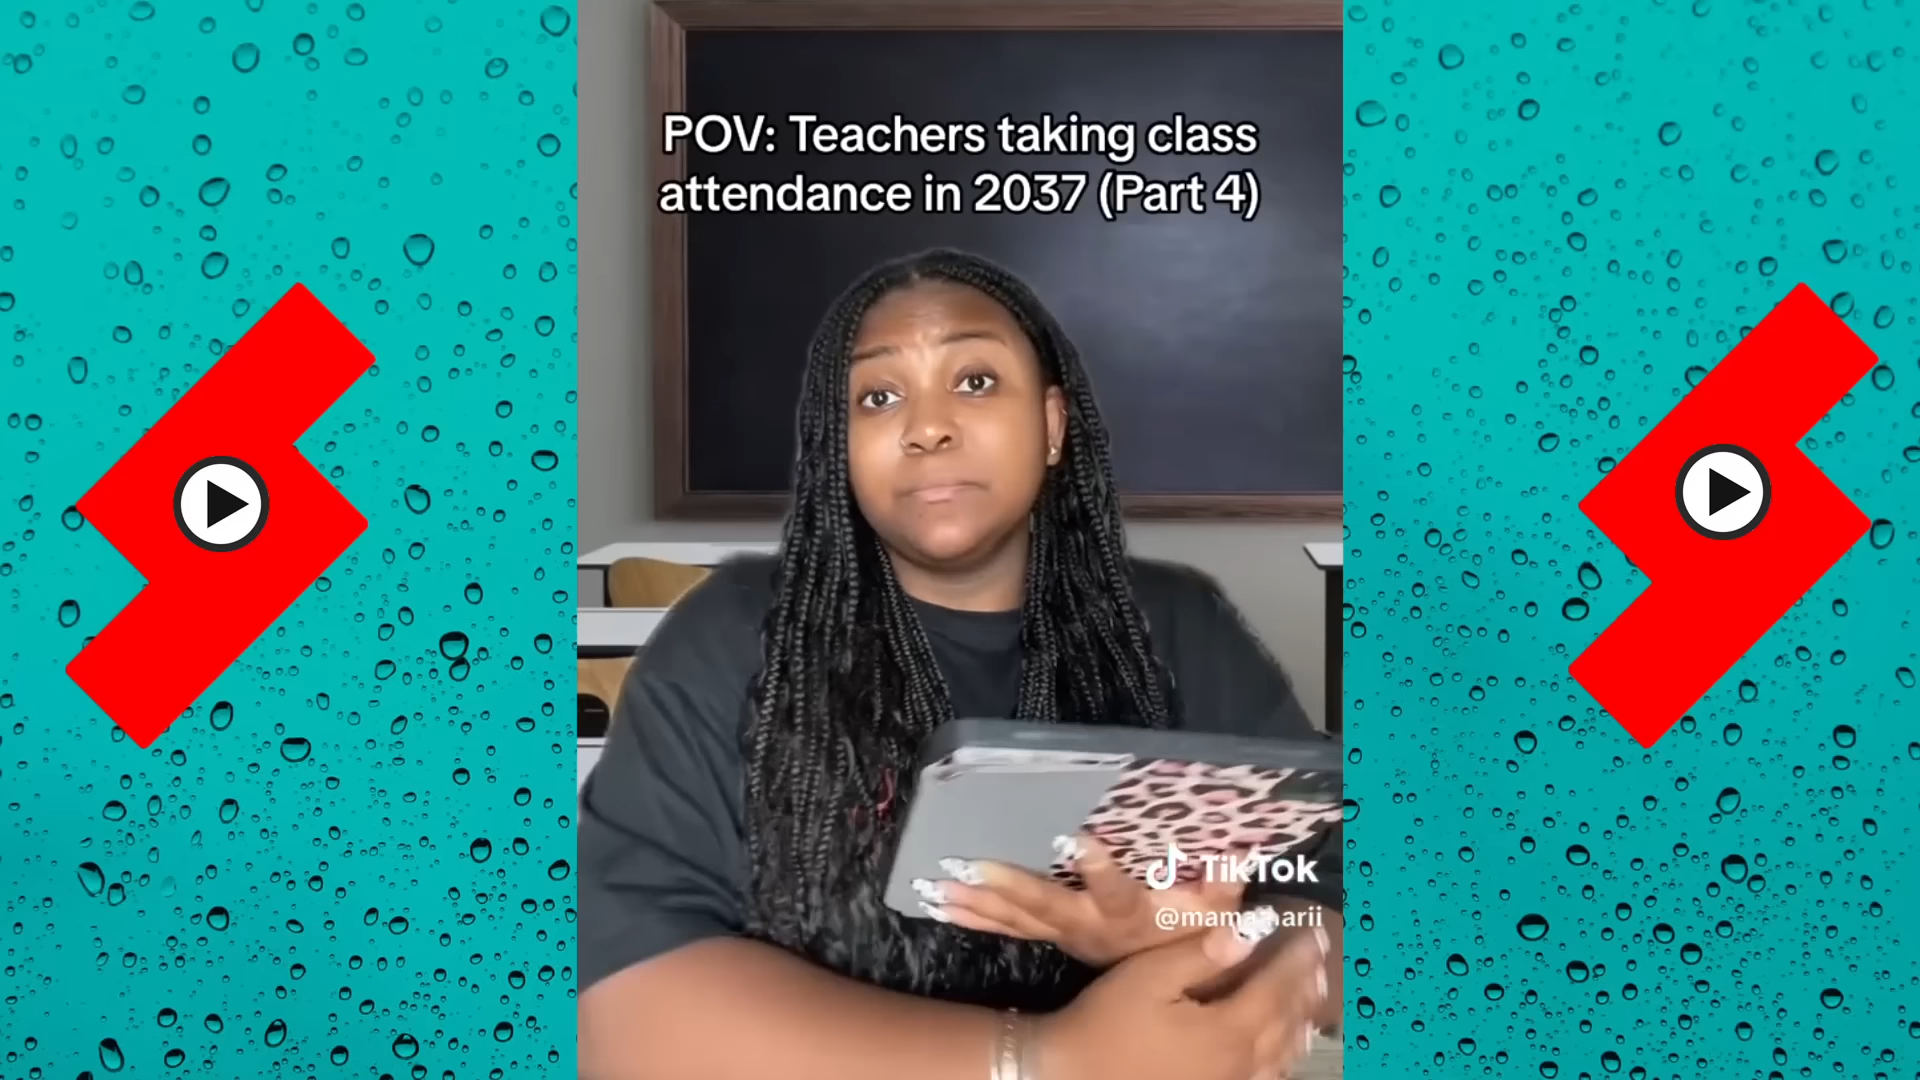 POV: Teachers taking class
attendance in 2037 (Part 4)
TikTok